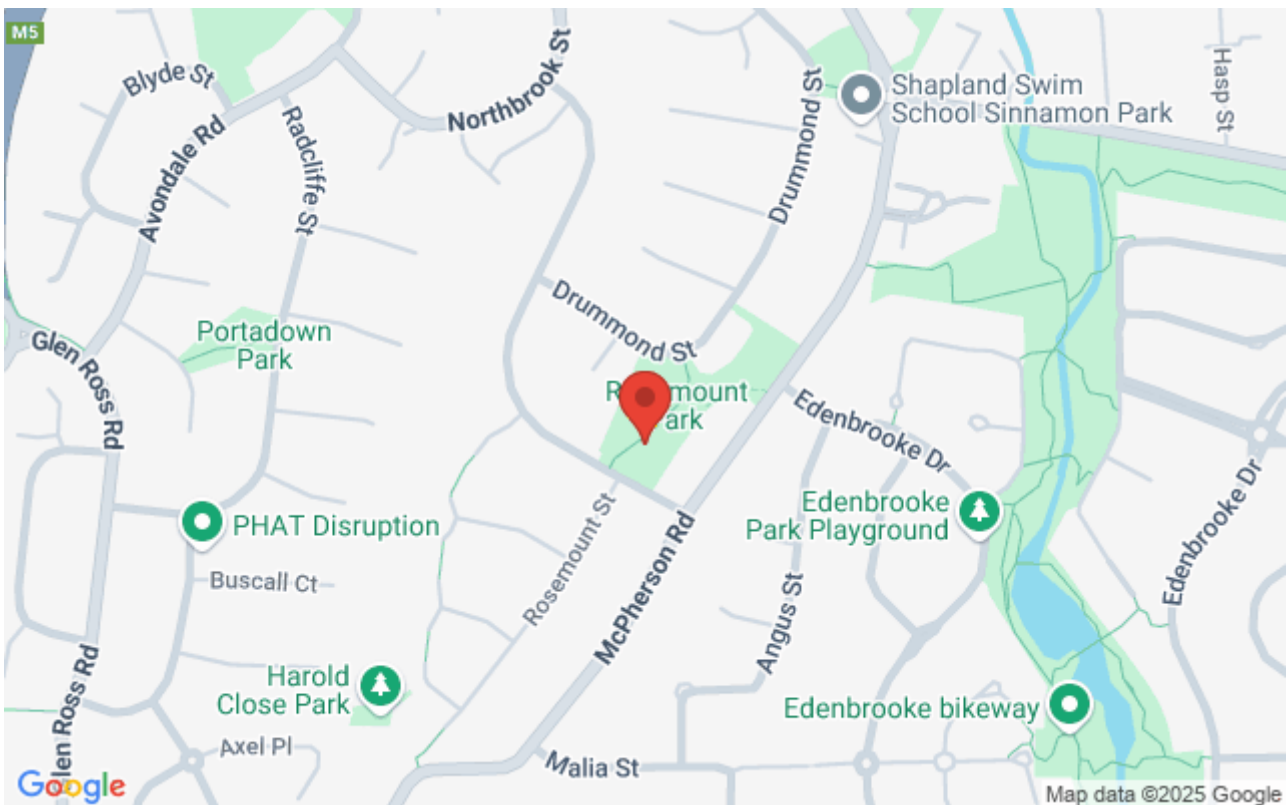 M5
Blyde St
Avondale Rd
Radcliffe St
Northbrook St
Drummond St
Shapland Swim
School Sinnamon Park
Hasp St
Drummond St
Portadown
Park
Glen Ross Rd
Park
Edenbrooke Dr
Edenbrooke
Park Playground
Edenbrooke Dr
PHAT Disruption
Buscall Ct
Rosemount St
McPherson Rd
Angus St
Harold
Close Park
Edenbrooke bikeway
Glen Ross Rd
Axel Pl
Malia St
Google
Map data ©2025 Google